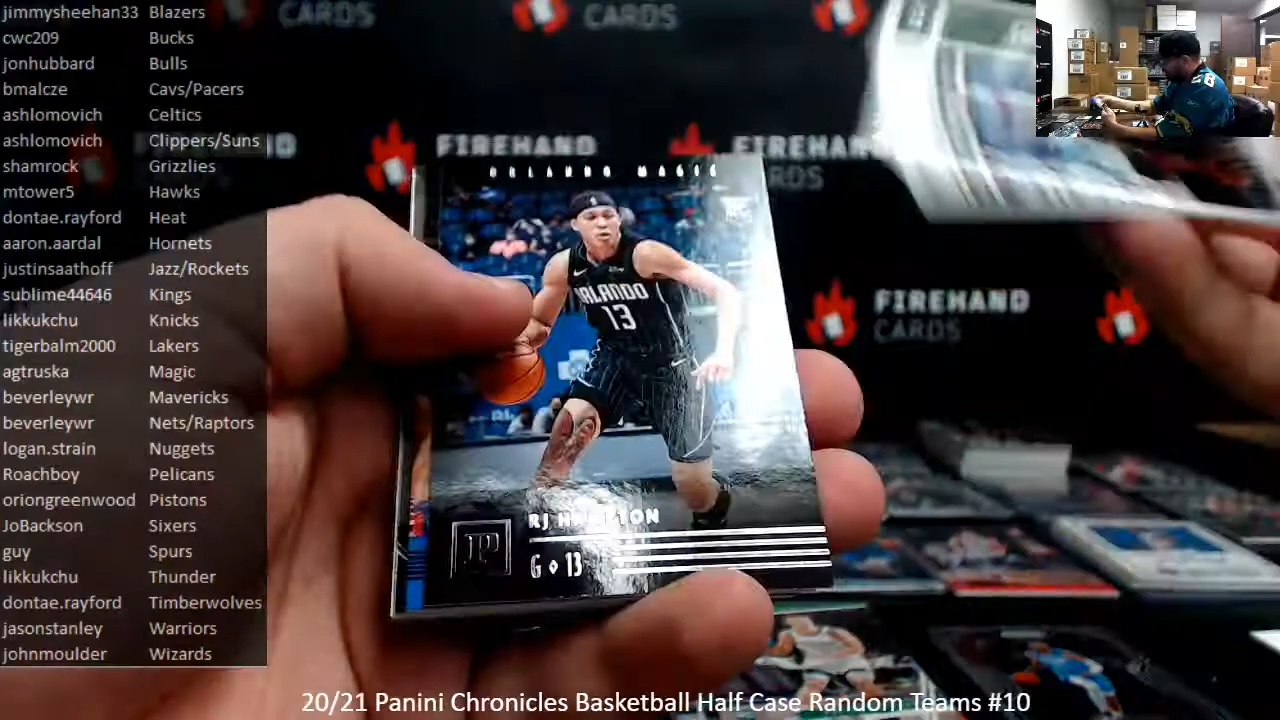 jimmysheehan33 Blazers
cwc209 Bucks
jonhubbard Bulls
bmalcze Cavs/Pacers
ashlomovich Celtics
ashlomovich Clippers/Suns
shamrock Grizzlies
mtower5 Hawks
dontae.rayford Heat
aaron.aardal Hornets
justinsaathoff Jazz/Rockets
sublime44646 Kings
likkukchu Knicks
tigerbalm2000 Lakers
agtruska Magic
beverleywr Mavericks
beverleywr Nets/Raptors
logan.strain Nuggets
Roachboy Pelicans
oriongreenwood Pistons
JoBackson Sixers
guy Spurs
likkukchu Thunder
dontae.rayford Timberwolves
jasonstanley Warriors
johnmoulder Wizards
CARDS
CARDS
FIREHAND
FIREHAND
CARDS
FIREHAND
CARDS
ORLANDO MAGIC
ORLANDO
13
RJ HAMPTON
P
G 13
20/21 Panini Chronicles Basketball Half Case Random Teams #10